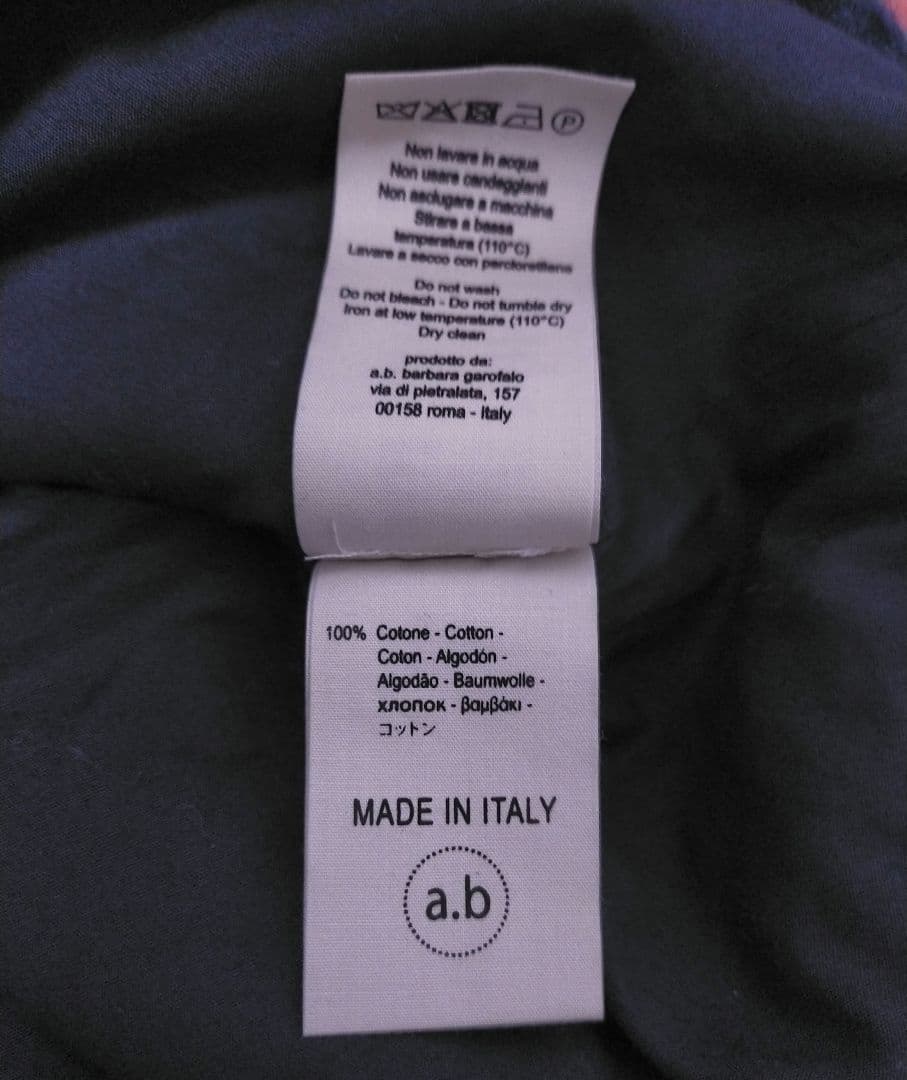 P
Non lavare in acqua
Non usare candeggianti
Non asciugare a macchina
Stirare a bassa
temperatura (110°C)
Lavare a secco con percloretilene
Do not wash
Do not bleach - Do not tumble dry
Iron at low temperature (110°C)
Dry clean
prodotto da:
a.b. barbara garofalo
via di pietralata, 157
00158 roma - Italy
100% Cotone - Cotton -
Coton - Algodón -
Algodão - Baumwolle -
хлопок - βαμβάκι -
コットン
MADE IN ITALY
a.b